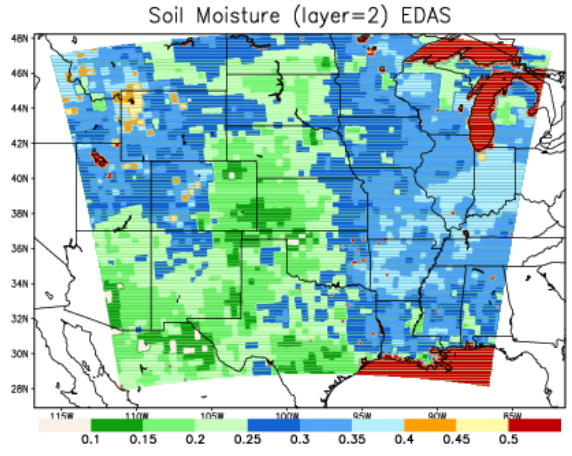 Soil Moisture (layer=2) EDAS
48N
46N
44N
42N
40N
38N
36N
34N
32N
30N
28N
115W 110W 105W 100W 95W 90W 85W
0.1 0.15 0.2 0.25 0.3 0.35 0.4 0.45 0.5